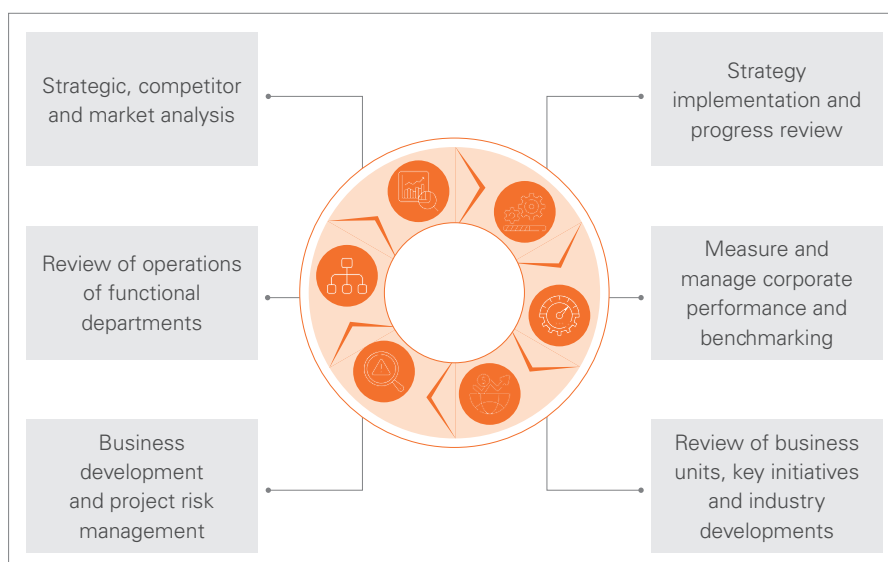 Strategic, competitor
and market analysis
Strategy
implementation and
progress review
Review of operations
of functional
departments
Measure and
manage corporate
performance and
benchmarking
Business
development
and project risk
management
Review of business
units, key initiatives
and industry
developments